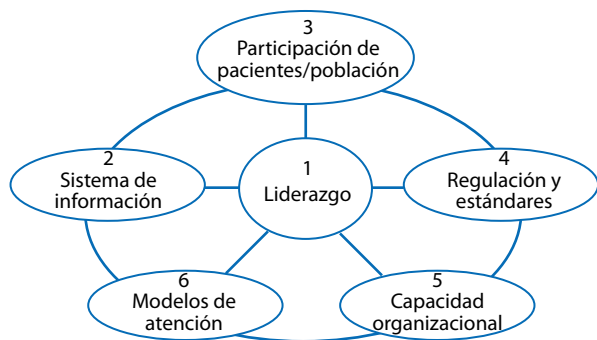 3
Participación de
pacientes/población
2
Sistema de
información
1
Liderazgo
4
Regulación y
estándares
6
Modelos de
atención
5
Capacidad
organizacional